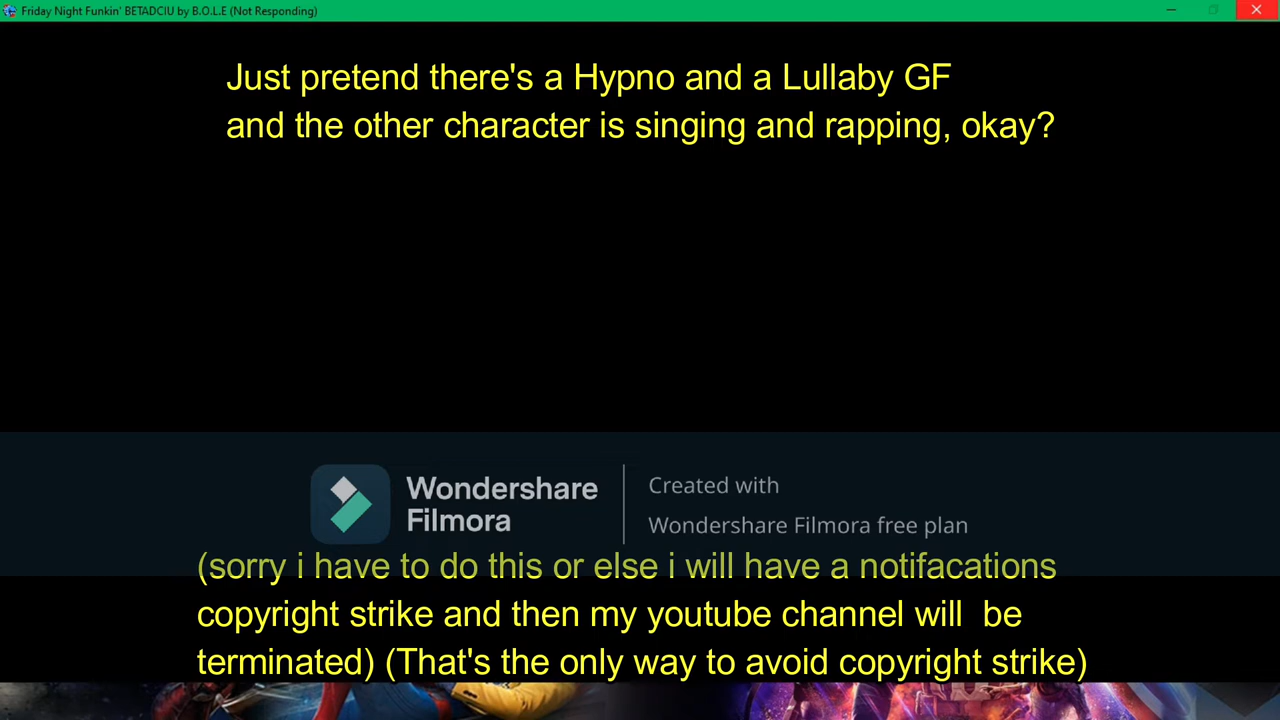 Friday Night Funkin' BETADCIU by B.O.L.E (Not Responding)
Just pretend there's a Hypno and a Lullaby GF
and the other character is singing and rapping, okay?
Wondershare
Filmora
Created with
Wondershare Filmora free plan
(sorry i have to do this or else i will have a notifacations
copyright strike and then my youtube channel will  be
terminated) (That's the only way to avoid copyright strike)